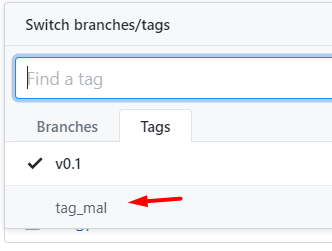 Switch branches/tags
Find a tag
Branches Tags
v0.1
tag_mal